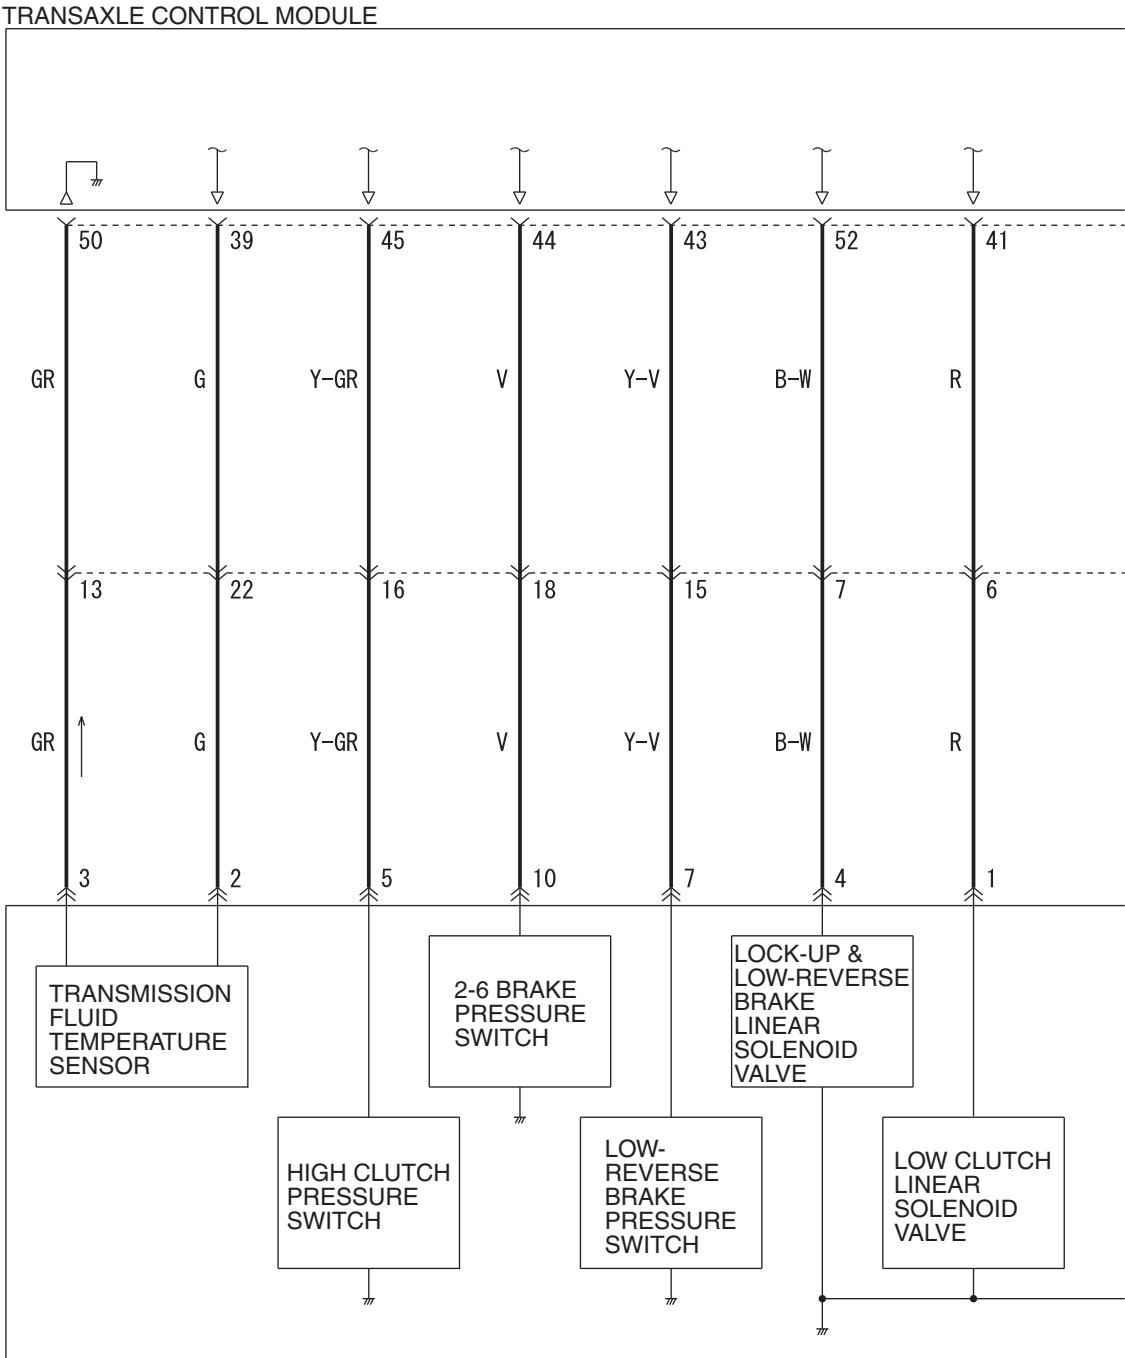 TRANSAXLE CONTROL MODULE
50 39 45 44 43 52 41
GR G Y-GR V Y-V B-W R
13 22 16 18 15 7 6
GR G Y-GR V Y-V B-W R
3 2 5 10 7 4 1
TRANSMISSION
FLUID
TEMPERATURE
SENSOR
2-6 BRAKE
PRESSURE
SWITCH
LOCK-UP &
LOW-REVERSE
BRAKE
LINEAR
SOLENOID
VALVE
HIGH CLUTCH
PRESSURE
SWITCH
LOW-
REVERSE
BRAKE
PRESSURE
SWITCH
LOW CLUTCH
LINEAR
SOLENOID
VALVE